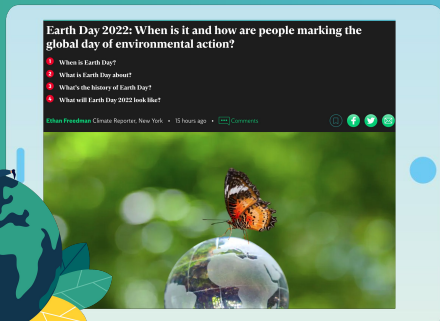 Earth Day 2022: When is it and how are people marking the
global day of environmental action?
1 When is Earth Day?
2 What is Earth Day about?
3 What's the history of Earth Day?
4 What will Earth Day 2022 look like?
Ethan Freedman Climate Reporter, New York • 15 hours ago • Comments